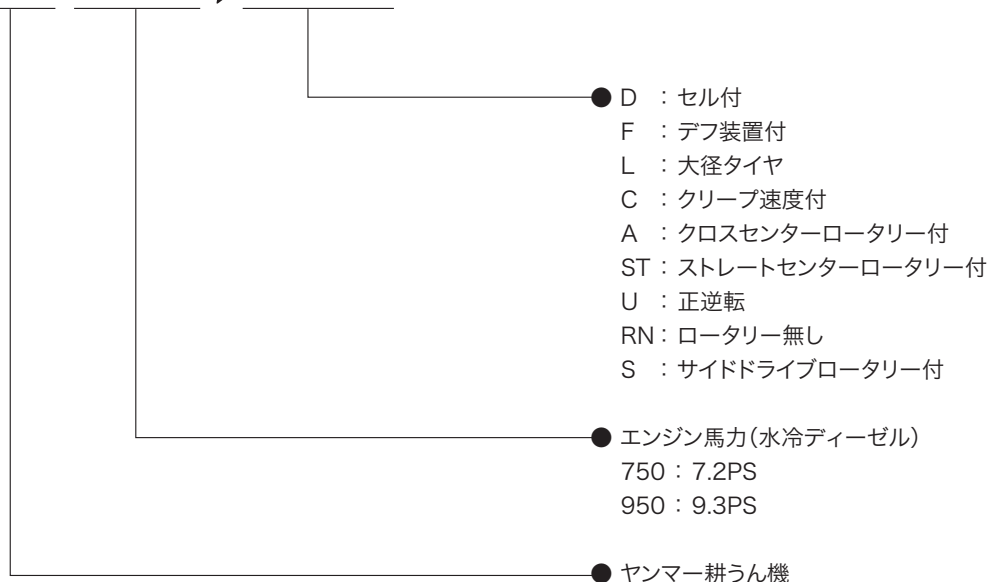 ● D ：セル付
F ：デフ装置付
L ：大径タイヤ
C ：クリープ速度付
A ：クロスセンターロータリー付
ST：ストレートセンターロータリー付
U ：正逆転
RN：ロータリー無し
S ：サイドドライブロータリー付
● エンジン馬力（水冷ディーゼル）
750：7.2PS
950：9.3PS
● ヤンマー耕うん機